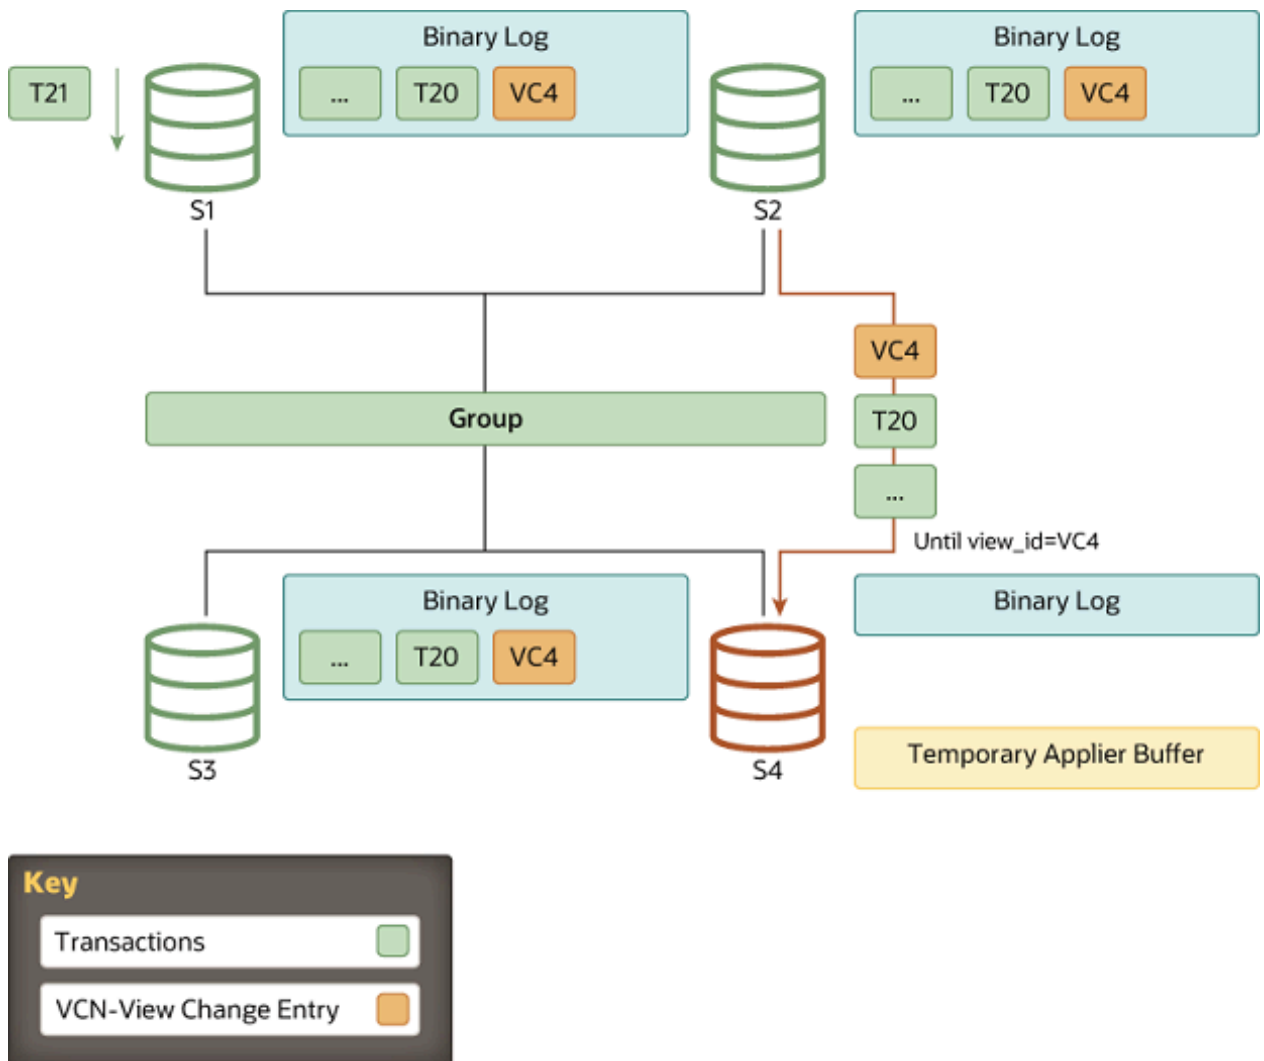 Binary Log
T21
...
T20
VC4
S1
Binary Log
...
T20
VC4
S2
VC4
T20
...
Group
Until view_id=VC4
Binary Log
...
T20
VC4
S3
Binary Log
S4
Temporary Applier Buffer
Key
Transactions
VCN-View Change Entry